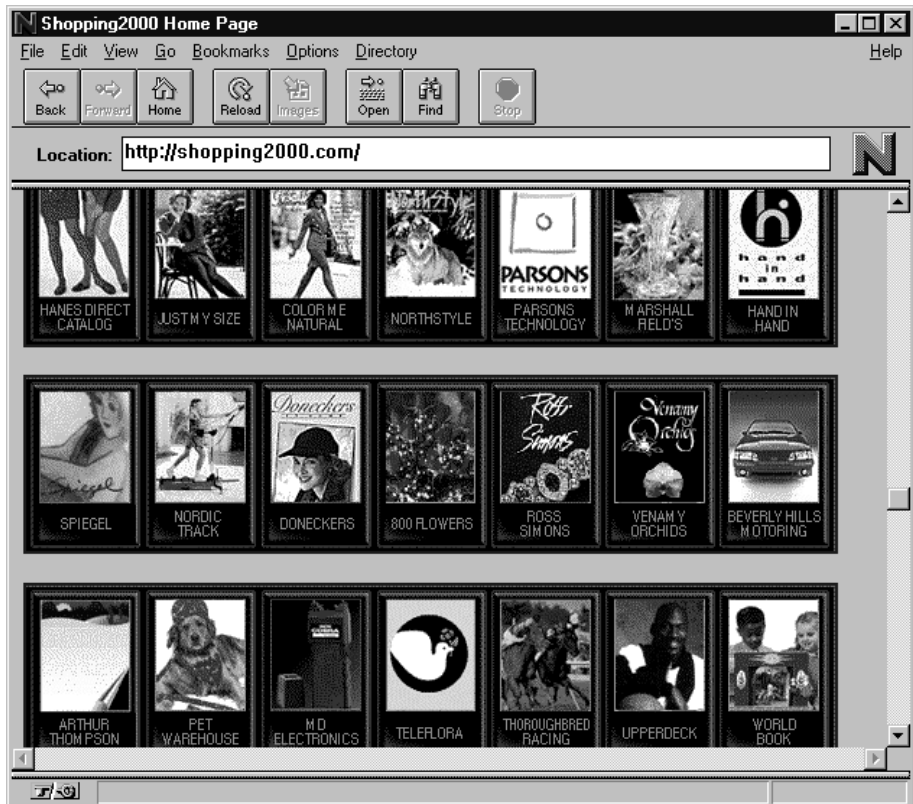 Shopping2000 Home Page
File Edit View Go Bookmarks Options Directory Help
Back Forward Home Reload Images Open Find Stop
Location: http://shopping2000.com/
N
NorthStyle
PARSONS
TECHNOLOGY
h
hand
in
hand
HANES DIRECT
CATALOG
JUST MY SIZE
COLOR ME
NATURAL
NORTHSTYLE
PARSONS
TECHNOLOGY
MARSHALL
FIELD'S
HAND IN
HAND
Spiegel
Doneckers
Ross
Simons
Venamy
Orchids
SPIEGEL
NORDIC
TRACK
DONECKERS
800 FLOWERS
ROSS
SIMONS
VENAMY
ORCHIDS
BEVERLY HILLS
MOTORING
COBRA
ARTHUR
THOMPSON
PET
WAREHOUSE
MD
ELECTRONICS
TELEFLORA
THOROUGHBRED
RACING
UPPERDECK
WORLD
BOOK